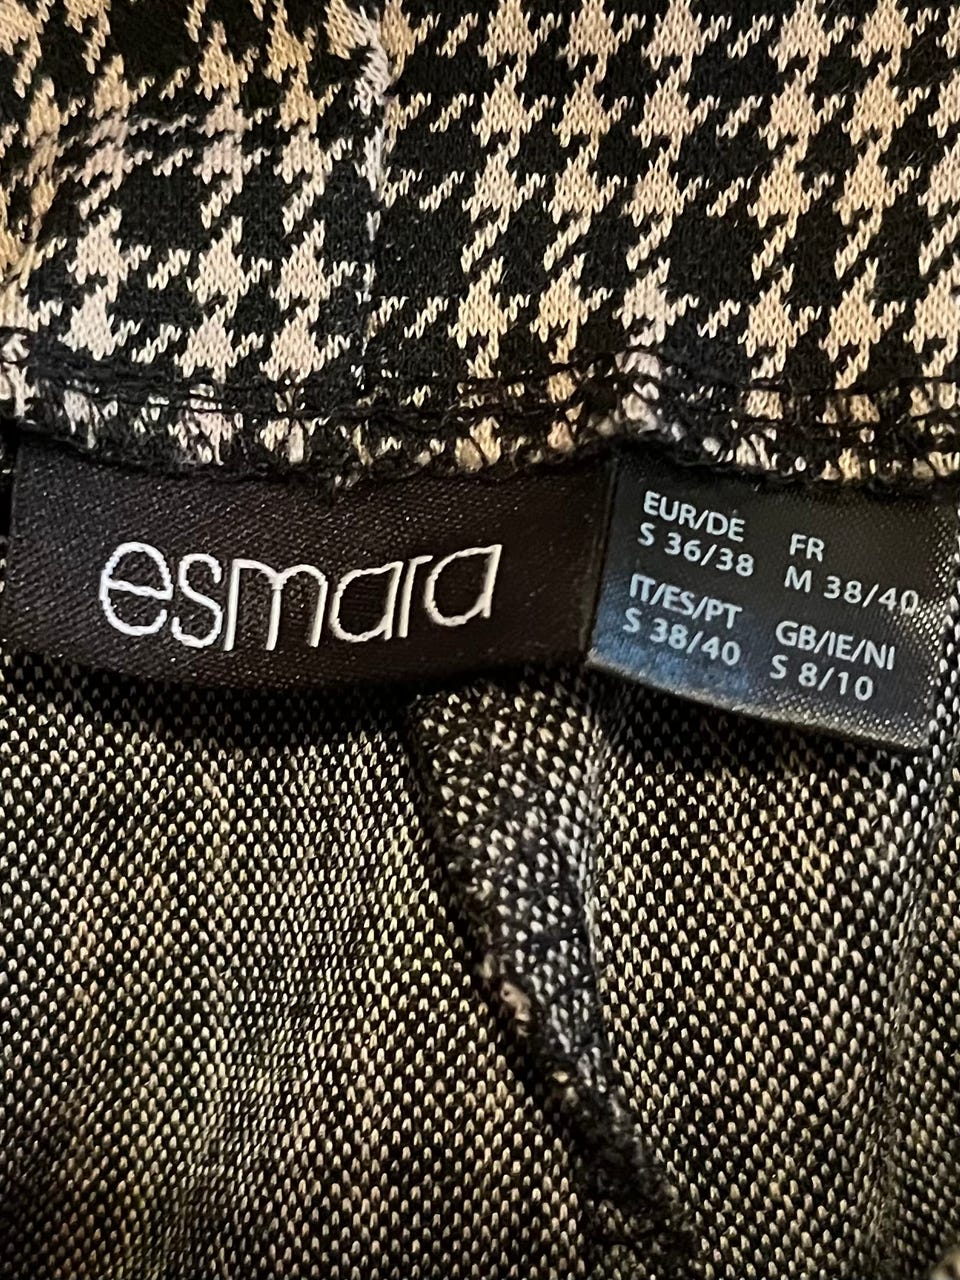 esmara
EUR/DE
S 36/38
FR
M 38/40
IT/ES/PT
S 38/40
GB/IE/NI
S 8/10